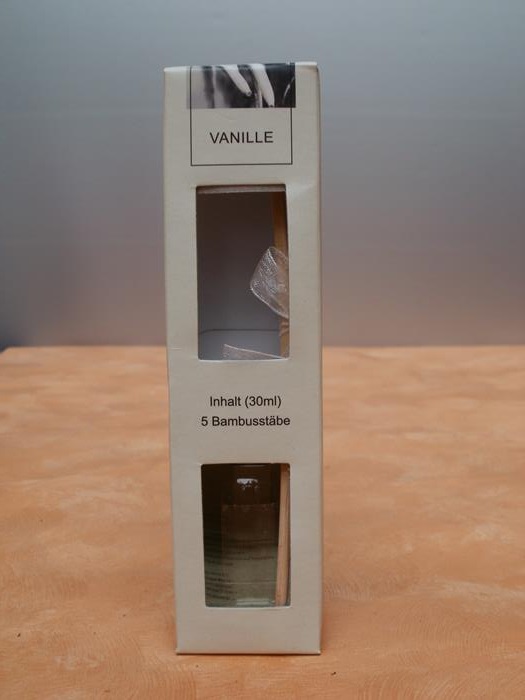 VANILLE
Inhalt (30ml)
5 Bambusstäbe